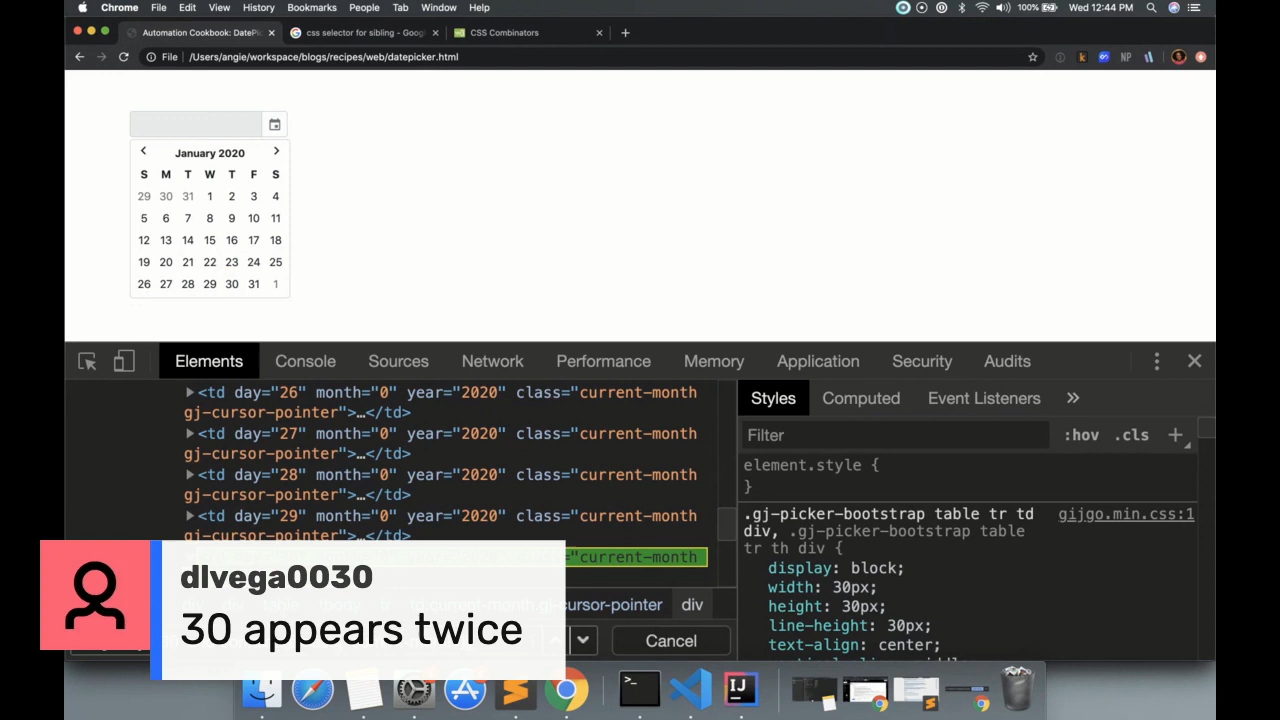 Chrome File Edit View History Bookmarks People Tab Window Help 100% Wed 12:44 PM
Automation Cookbook: DatePi × css selector for sibling - Goog × CSS Combinators × +
File /Users/angie/workspace/blogs/recipes/web/datepicker.html NP
January 2020
S M T W T F S
29 30 31 1 2 3 4
5 6 7 8 9 10 11
12 13 14 15 16 17 18
19 20 21 22 23 24 25
26 27 28 29 30 31 1
Elements Console Sources Network Performance Memory Application Security Audits
<td day="26" month="0" year="2020" class="current-month
gj-cursor-pointer">…</td>
<td day="27" month="0" year="2020" class="current-month
gj-cursor-pointer">…</td>
<td day="28" month="0" year="2020" class="current-month
gj-cursor-pointer">…</td>
<td day="29" month="0" year="2020" class="current-month
gj-cursor-pointer">…</td>
="current-month
div
Cancel
Styles Computed Event Listeners »
Filter :hov .cls +
element.style {
}
.gj-picker-bootstrap table tr td gijgo.min.css:1
div, .gj-picker-bootstrap table
tr th div {
display: block;
width: 30px;
height: 30px;
line-height: 30px;
text-align: center;
dlvega0030
30 appears twice